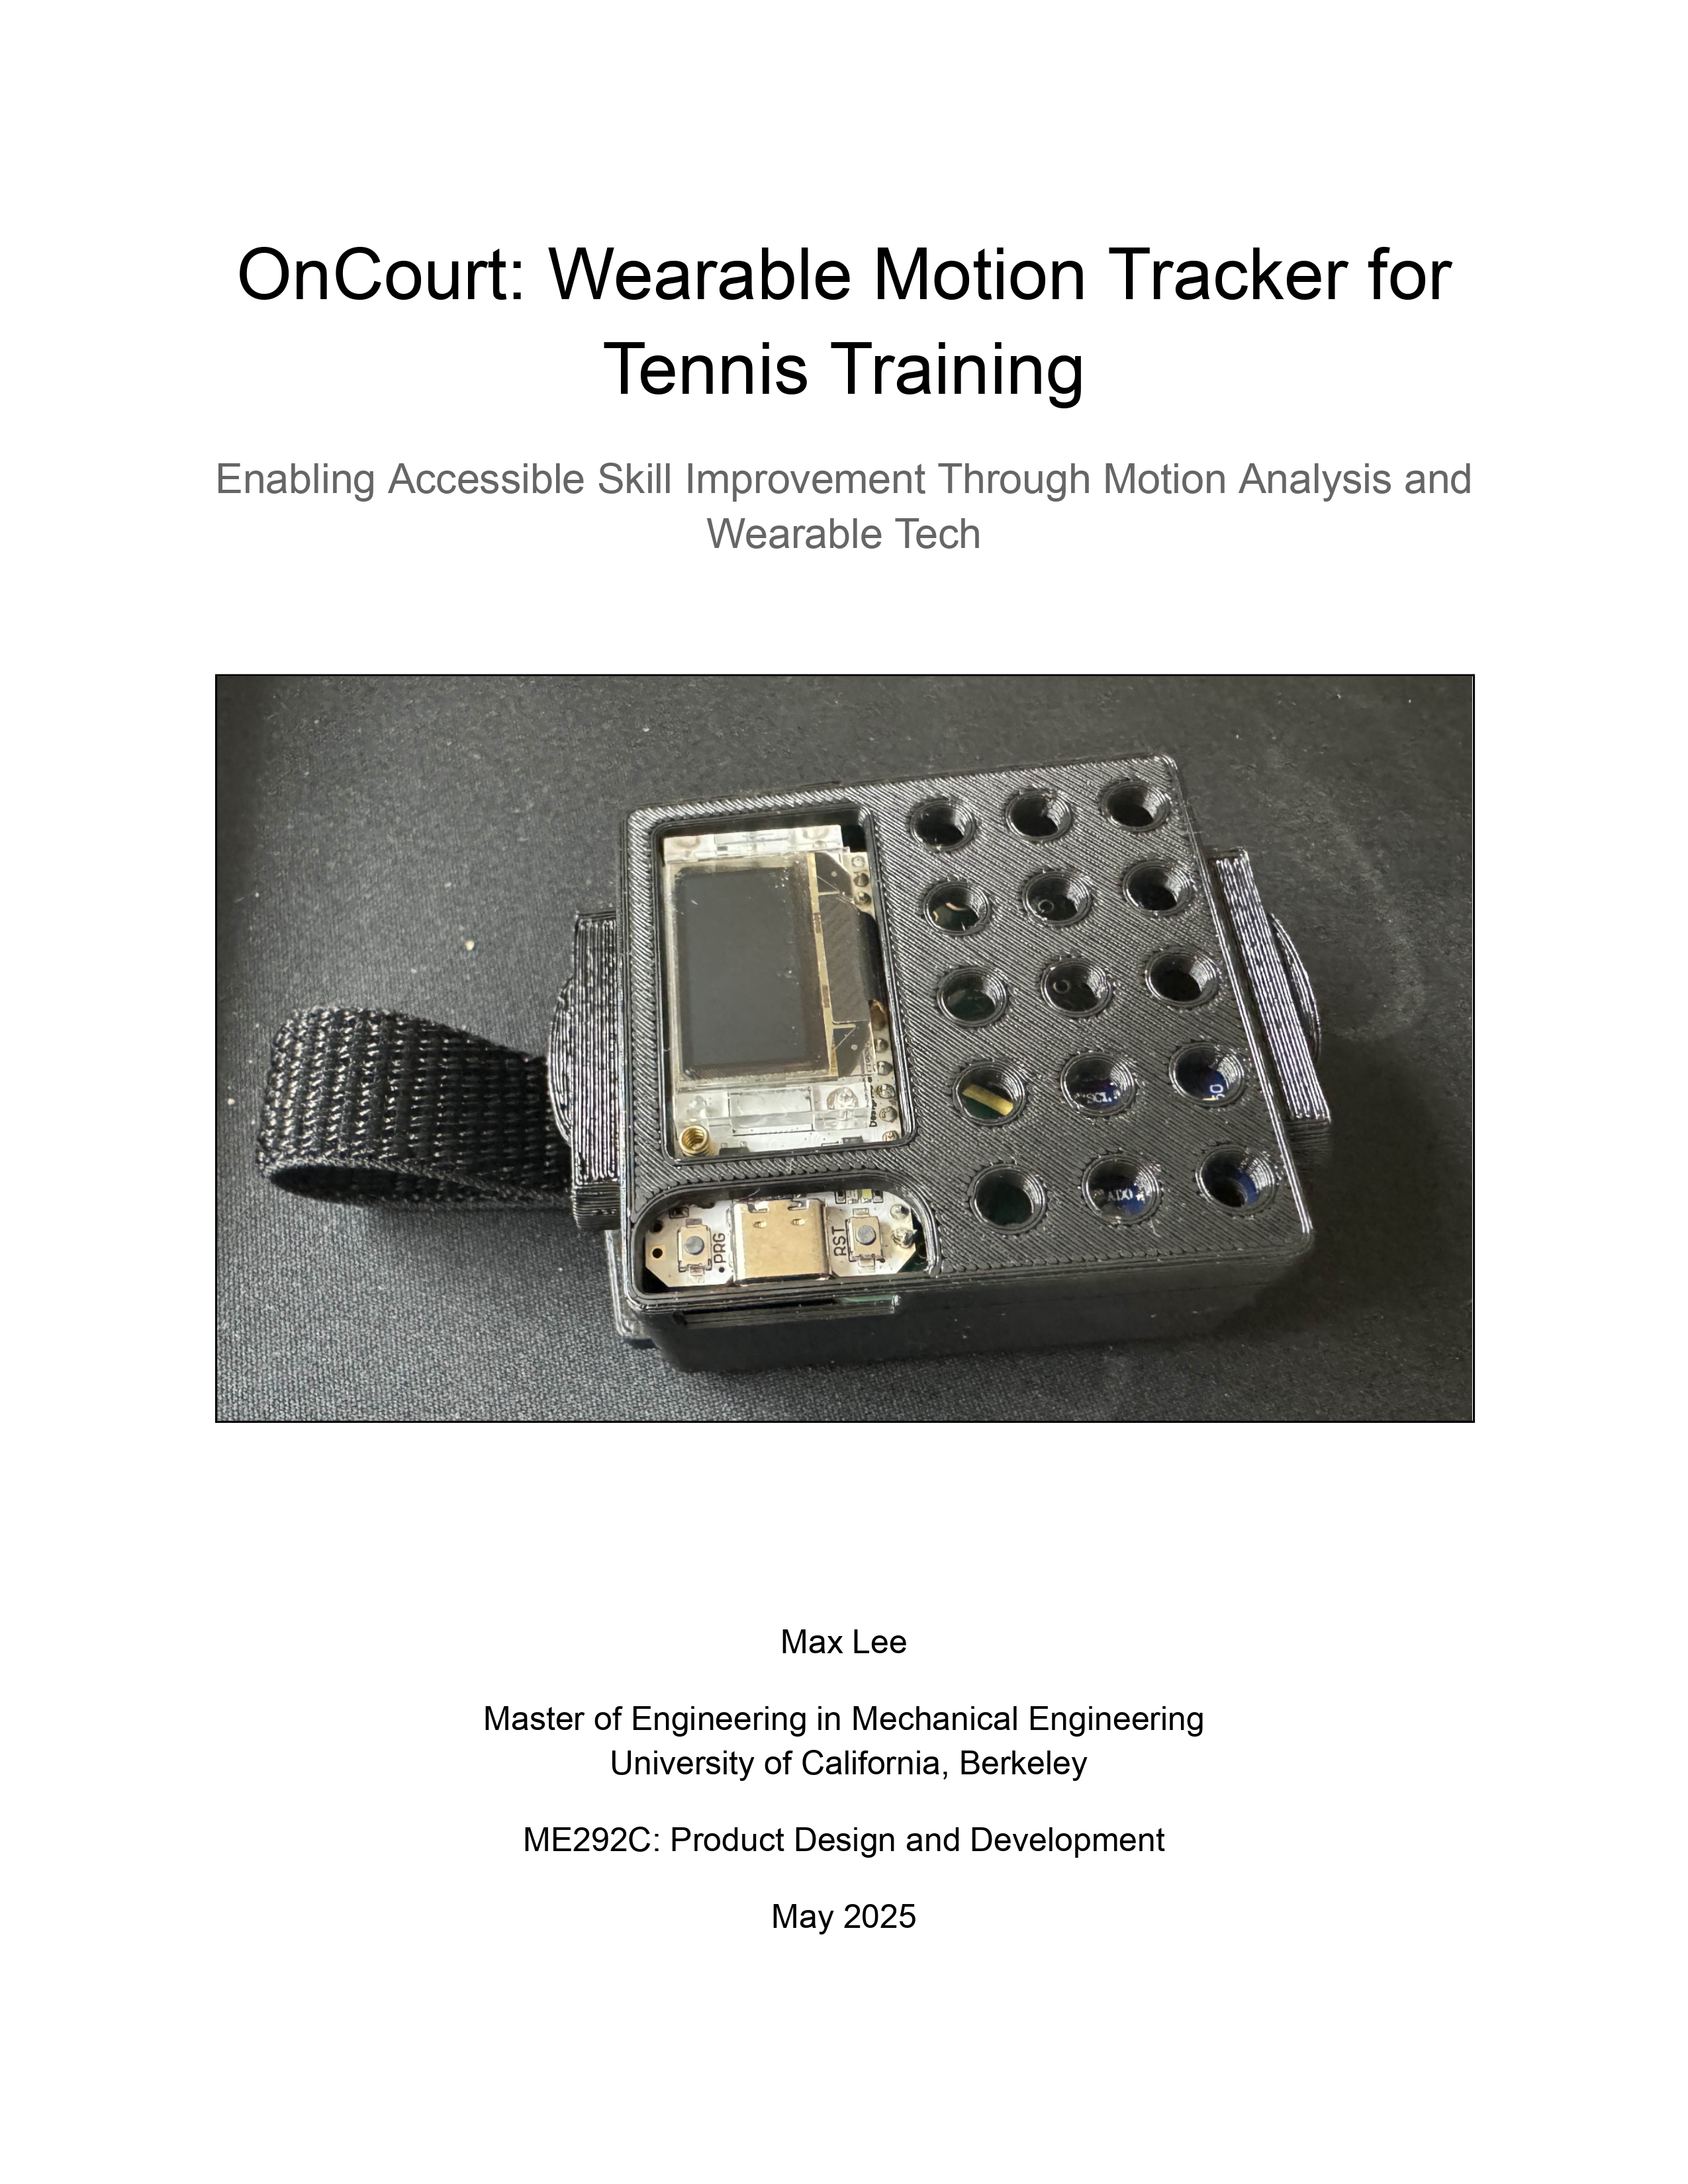 OnCourt: Wearable Motion Tracker for
Tennis Training
Enabling Accessible Skill Improvement Through Motion Analysis and
Wearable Tech
PRG
RST
SCL
ADO
Max Lee
Master of Engineering in Mechanical Engineering
University of California, Berkeley
ME292C: Product Design and Development
May 2025